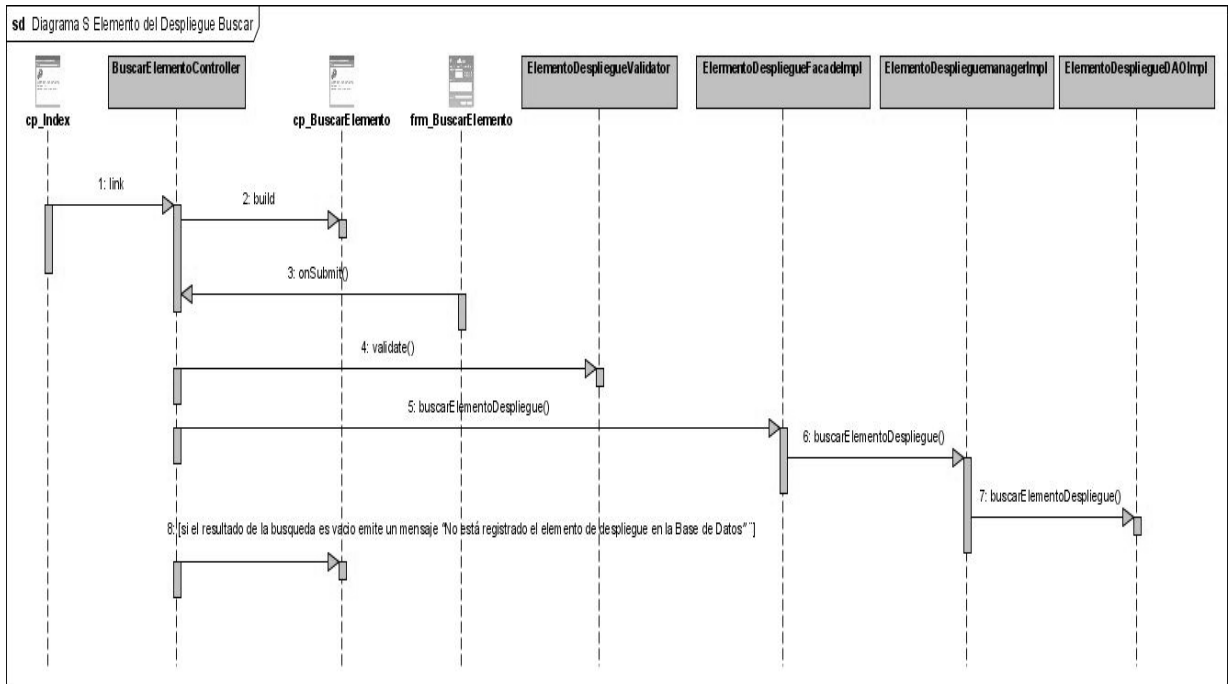 sd Diagrama S Elemento del Despliegue Buscar
cp_Index
BuscarElementoController
cp_BuscarElemento
frm_BuscarElemento
ElementoDespliegueValidator
ElermentoDespliegueFacadeImpl
ElementoDesplieguemanagerImpl
ElementoDespliegueDAOImpl
1: link
2: build
3: onSubmit()
4: validate()
5: buscarElementoDespliegue()
6: buscarElementoDespliegue()
7: buscarElementoDespliegue()
8: [si el resultado de la busqueda es vacio emite un mensaje “No está registrado el elemento de despliegue en la Base de Datos” ¨]